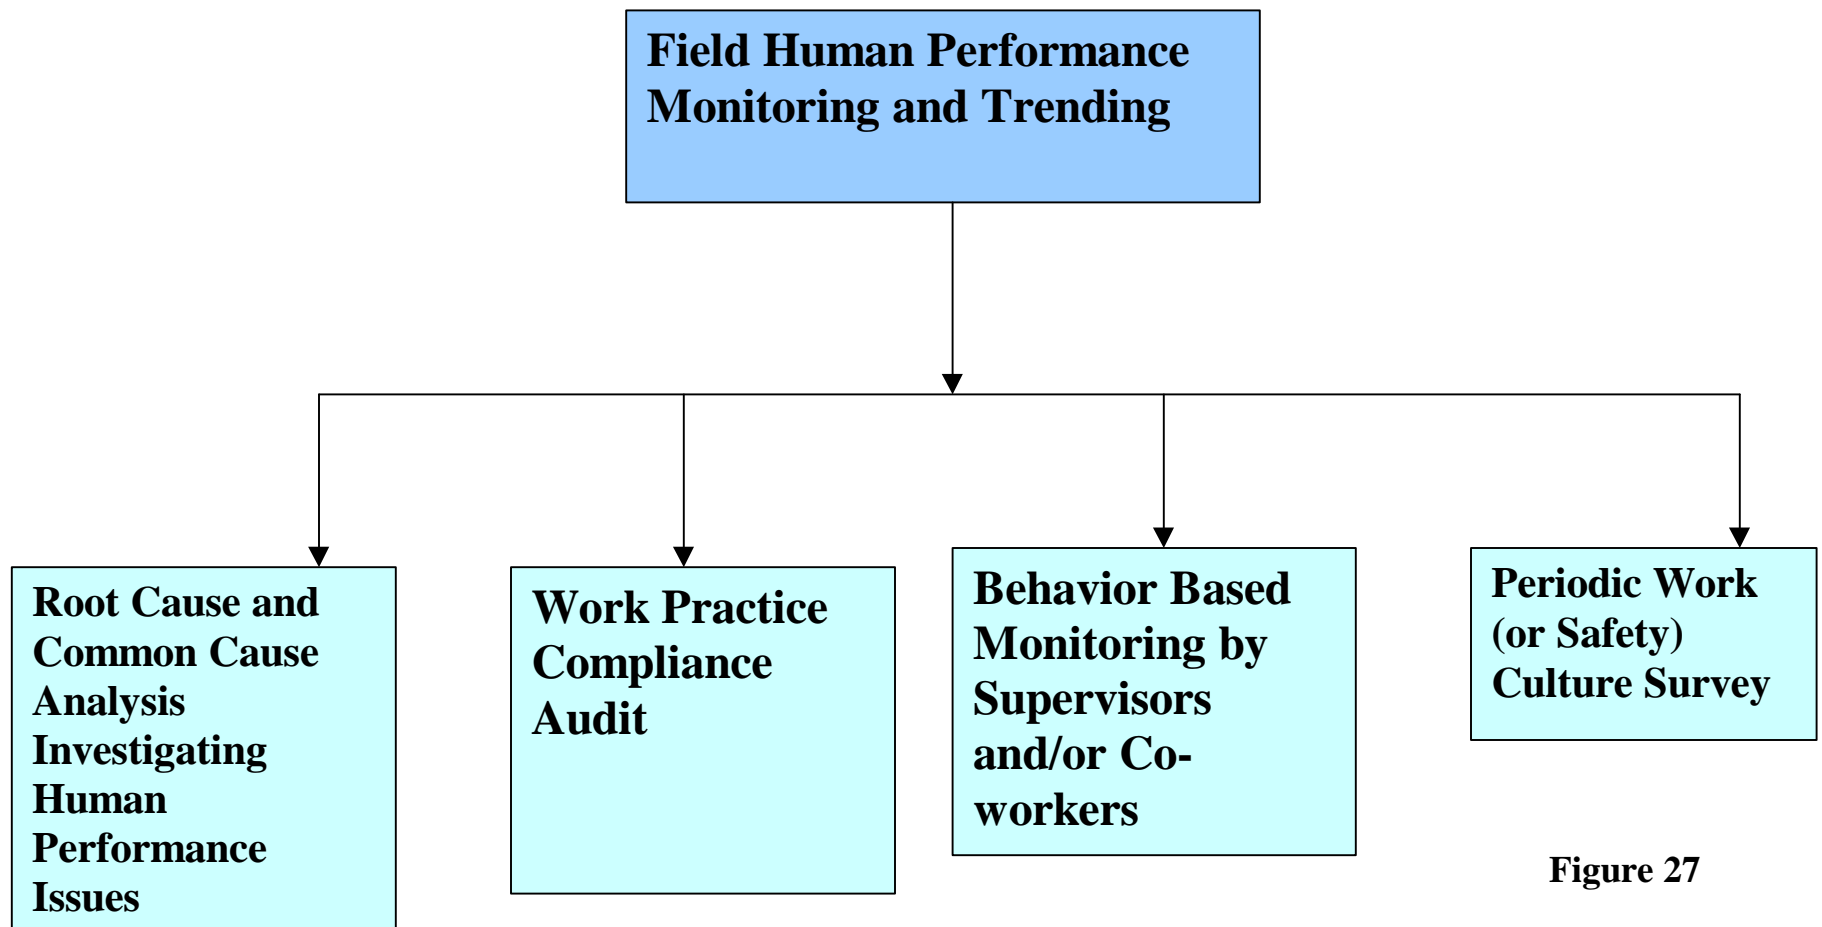 Field Human Performance
Monitoring and Trending
Root Cause and
Common Cause
Analysis
Investigating
Human
Performance
Issues
Work Practice
Compliance
Audit
Behavior Based
Monitoring by
Supervisors
and/or Co-
workers
Periodic Work
(or Safety)
Culture Survey
Figure 27